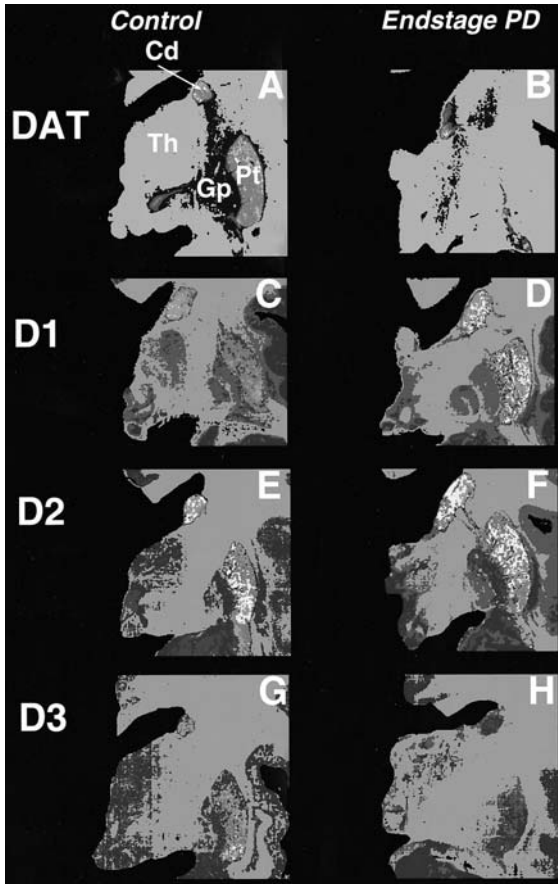 Control Endstage PD
Cd
A B
DAT
Th
Gp Pt
C D
D1
E F
D2
G H
D3